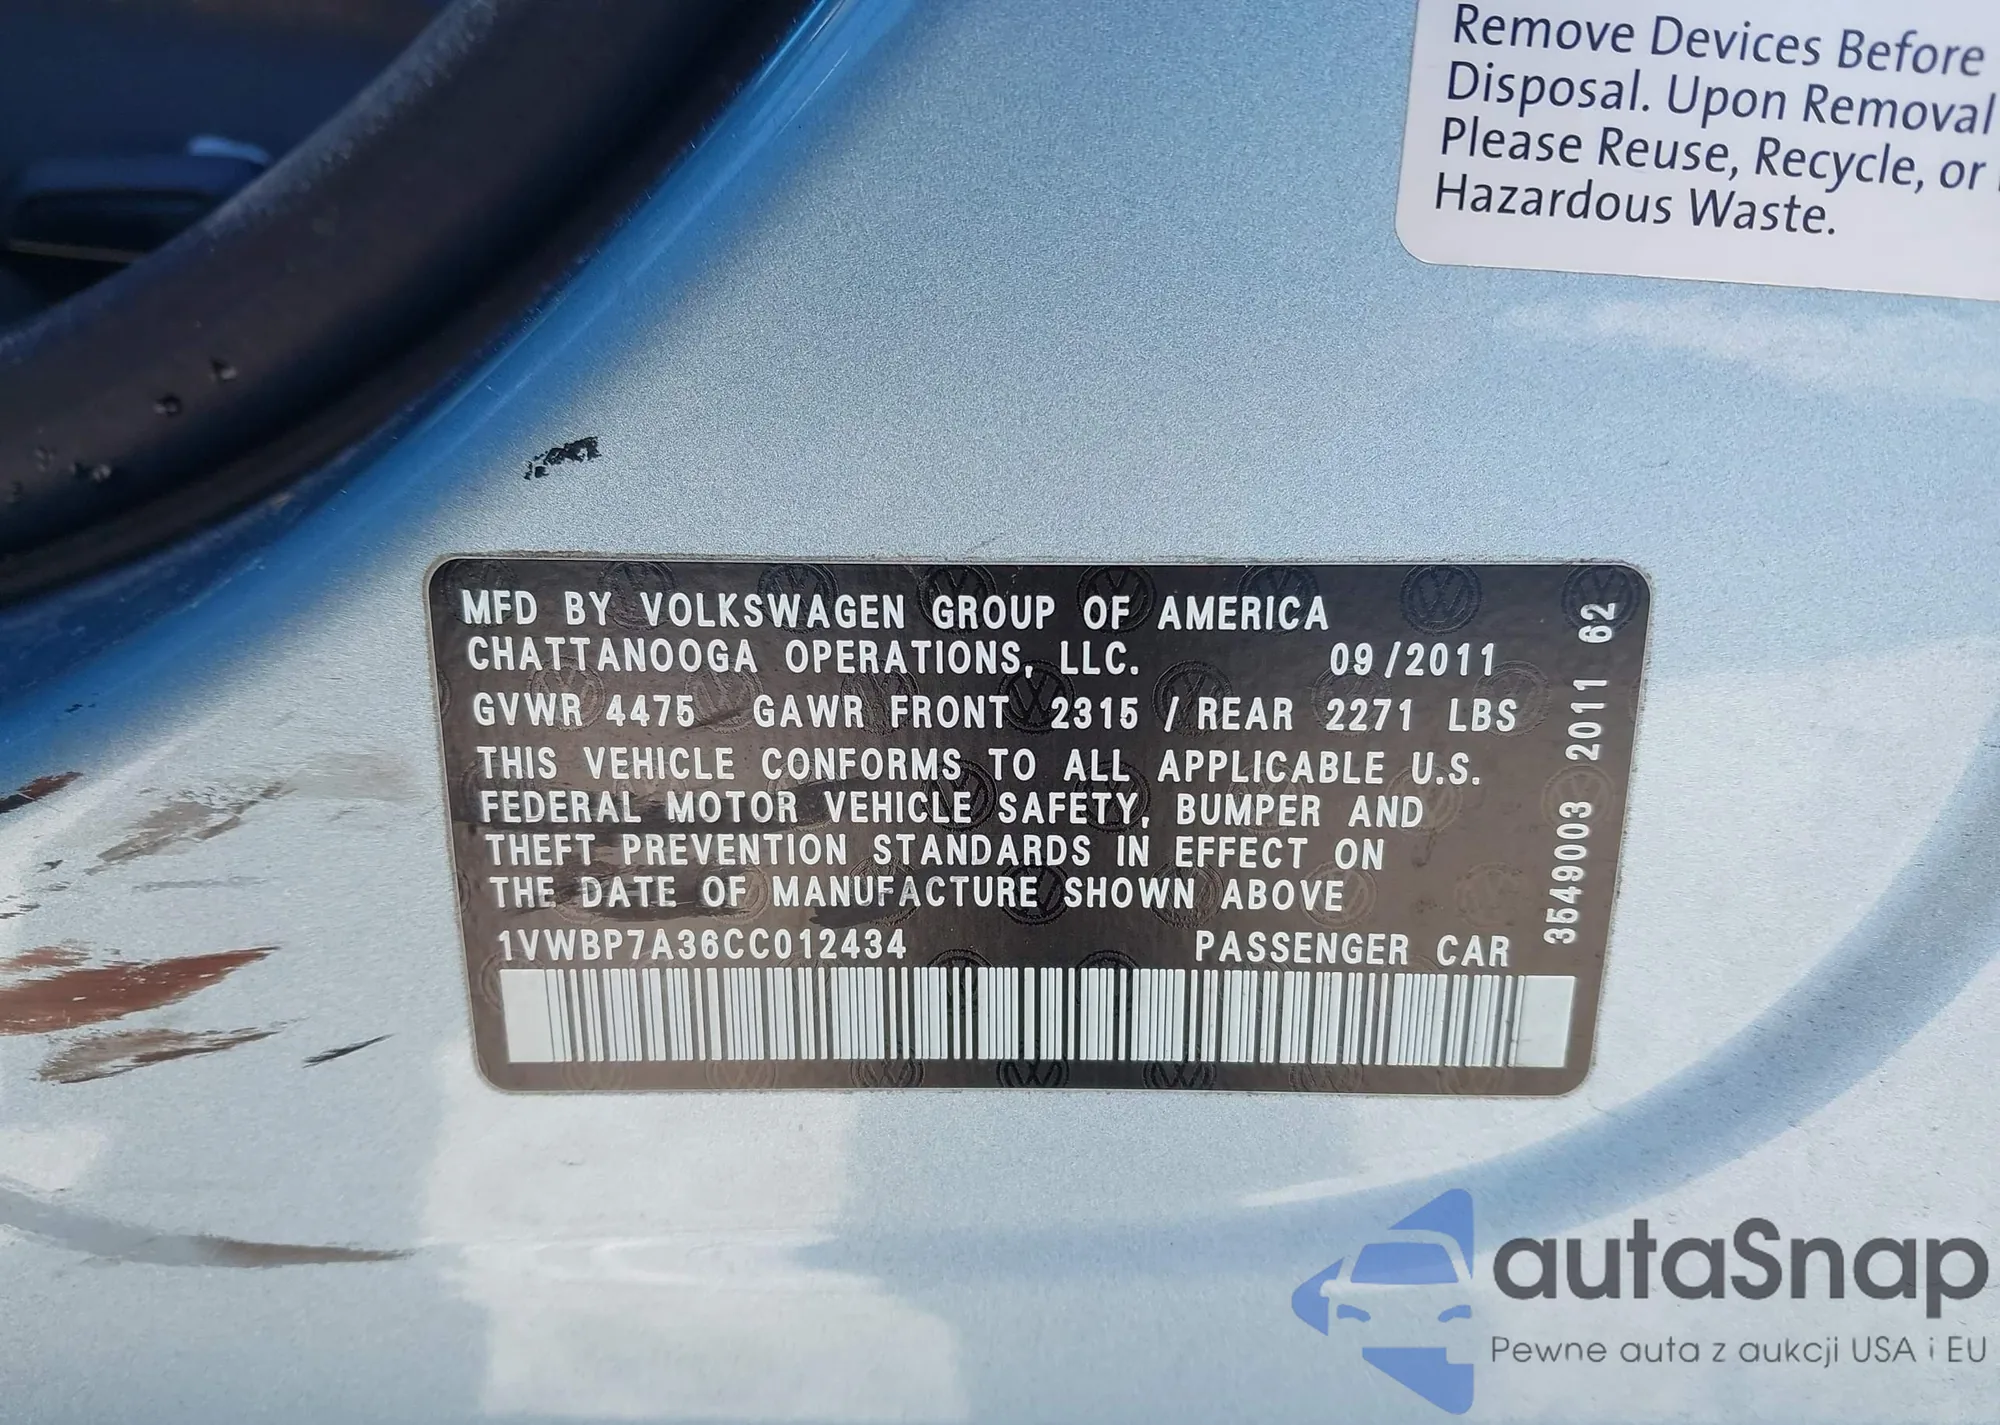 Remove Devices Before
Disposal. Upon Removal
Please Reuse, Recycle, or
Hazardous Waste.
MFD BY VOLKSWAGEN GROUP OF AMERICA
CHATTANOOGA OPERATIONS, LLC. 09/2011
GVWR 4475 GAWR FRONT 2315 / REAR 2271 LBS
THIS VEHICLE CONFORMS TO ALL APPLICABLE U.S.
FEDERAL MOTOR VEHICLE SAFETY, BUMPER AND
THEFT PREVENTION STANDARDS IN EFFECT ON
THE DATE OF MANUFACTURE SHOWN ABOVE
1VWBP7A36CC012434 PASSENGER CAR
3549003 2011 62
autaSnap
Pewne auta z aukcji USA i EU